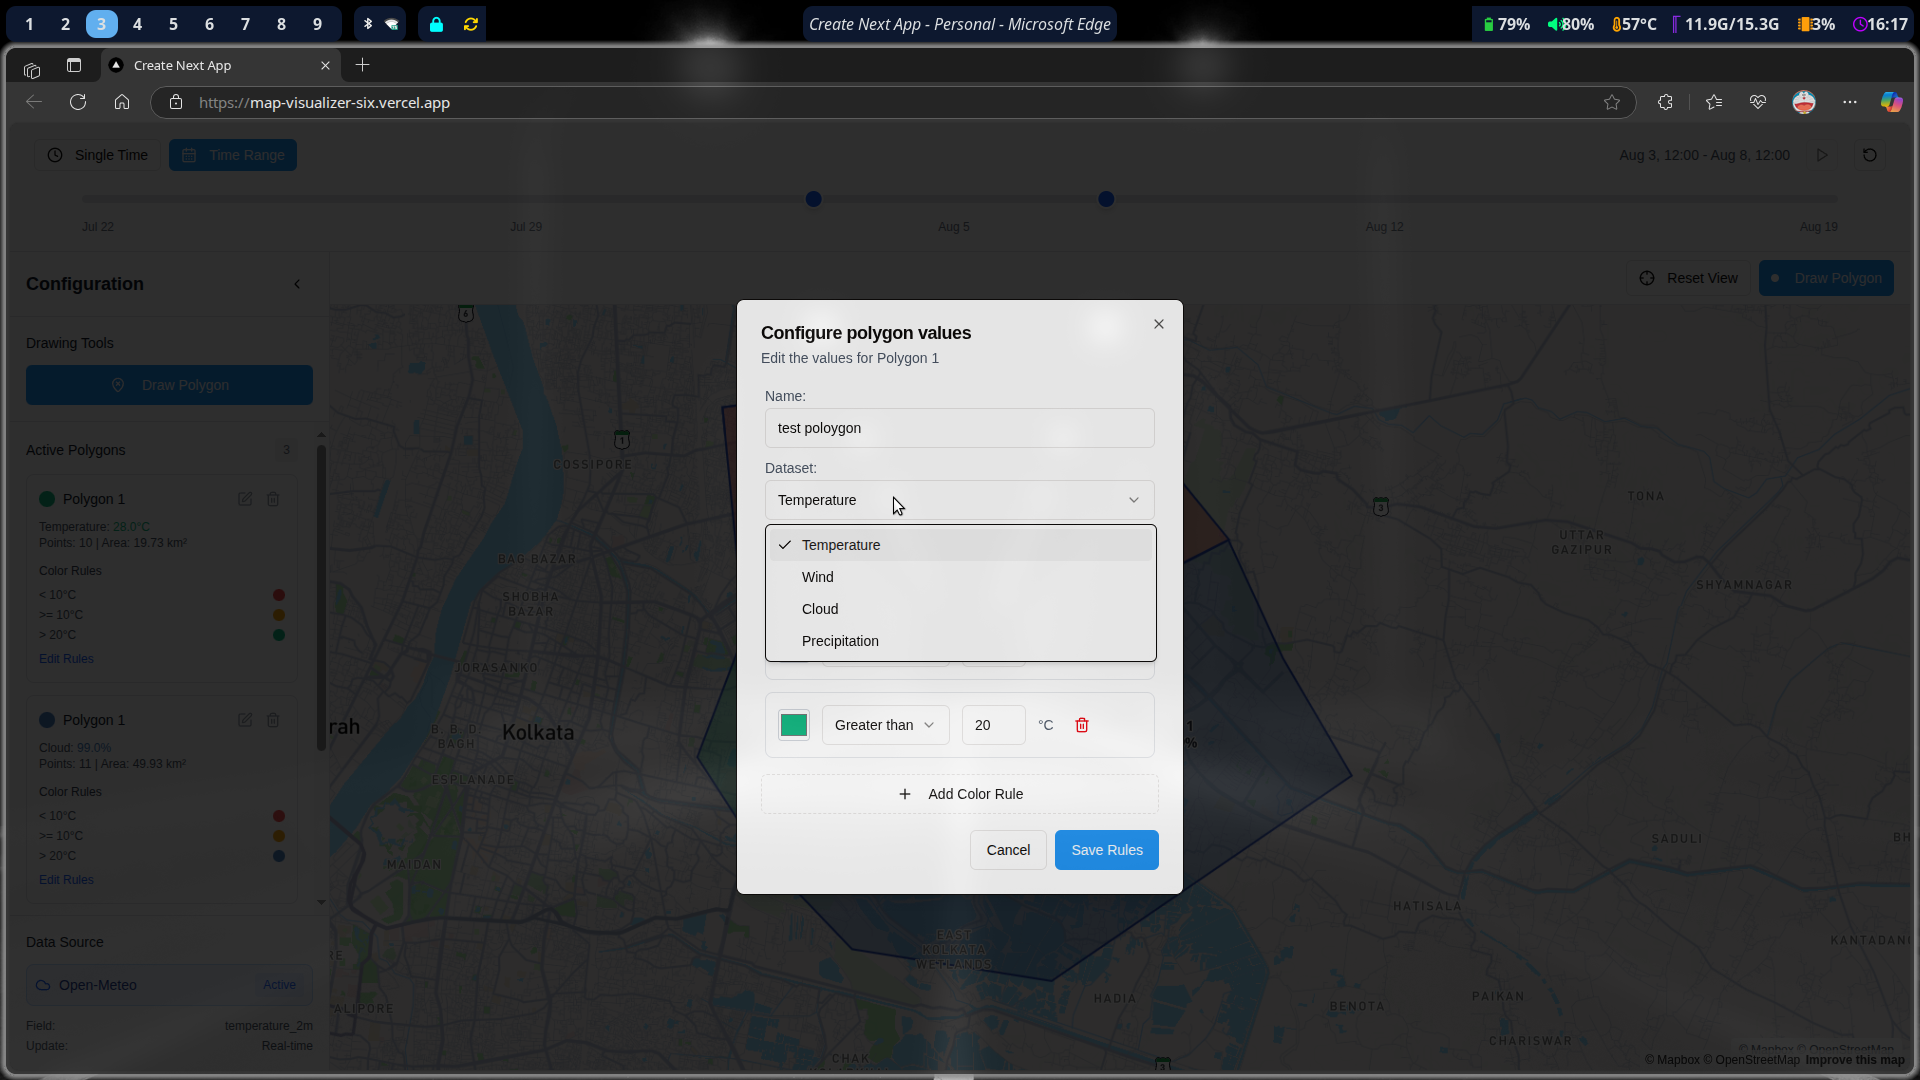 1 2 3 4 5 6 7 8 9
Create Next App - Personal - Microsoft Edge
79% 80% 57°C 11.9G/15.3G 3% 16:17
Create Next App
https://map-visualizer-six.vercel.app
Single Time
Time Range
Aug 3, 12:00 - Aug 8, 12:00
Jul 22
Jul 29
Aug 5
Aug 12
Aug 19
Configuration
Reset View
Draw Polygon
Drawing Tools
Draw Polygon
Active Polygons
3
Polygon 1
Temperature: 28.0°C
Points: 10 | Area: 19.73 km²
Color Rules
< 10°C
>= 10°C
> 20°C
Edit Rules
Polygon 1
Cloud: 99.0%
Points: 11 | Area: 49.93 km²
Color Rules
< 10°C
>= 10°C
> 20°C
Edit Rules
Data Source
Open-Meteo
Active
Field:
temperature_2m
Update:
Real-time
Configure polygon values
Edit the values for Polygon 1
Name:
test poloygon
Dataset:
Temperature
Temperature
Wind
Cloud
Precipitation
Greater than
20
°C
Add Color Rule
Cancel
Save Rules
6
1
COSSIPORE
BAG BAZAR
SHOBHA
BAZAR
JORASANKO
rah
B. B. D.
BAGH
Kolkata
ESPLANADE
MAIDAN
RE
ALIPORE
EAST
KOLKATA
WETLANDS
CHAK
3
TONA
UTTAR
GAZIPUR
SHYAMNAGAR
1
%
SADULI
BH
HATISALA
KANTADANI
HADIA
BENOTA
PAIKAN
CHARISWAR
3
© Mapbox © OpenStreetMap
© Mapbox © OpenStreetMap Improve this map